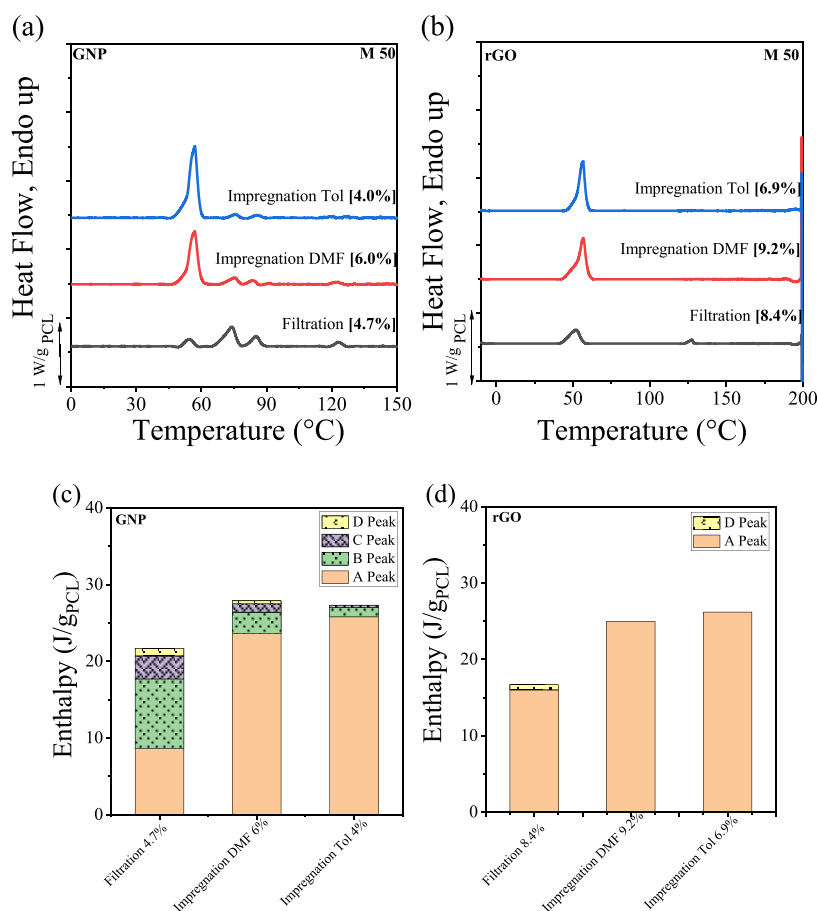 (a)
GNP
M 50
Heat Flow, Endo up
Impregnation Tol [4.0%]
Impregnation DMF [6.0%]
Filtration [4.7%]
1 W/gPCL
0 30 60 90 120 150
Temperature (°C)
(b)
rGO
M 50
Heat Flow, Endo up
Impregnation Tol [6.9%]
Impregnation DMF [9.2%]
Filtration [8.4%]
1 W/gPCL
0 50 100 150 200
Temperature (°C)
(c)
GNP
D Peak
C Peak
B Peak
A Peak
Enthalpy (J/gPCL)
40
30
20
10
0
Filtration 4.7%
Impregnation DMF 6%
Impregnation Tol 4%
(d)
rGO
D Peak
A Peak
Enthalpy (J/gPCL)
40
30
20
10
0
Filtration 8.4%
Impregnation DMF 9.2%
Impregnation Tol 6.9%